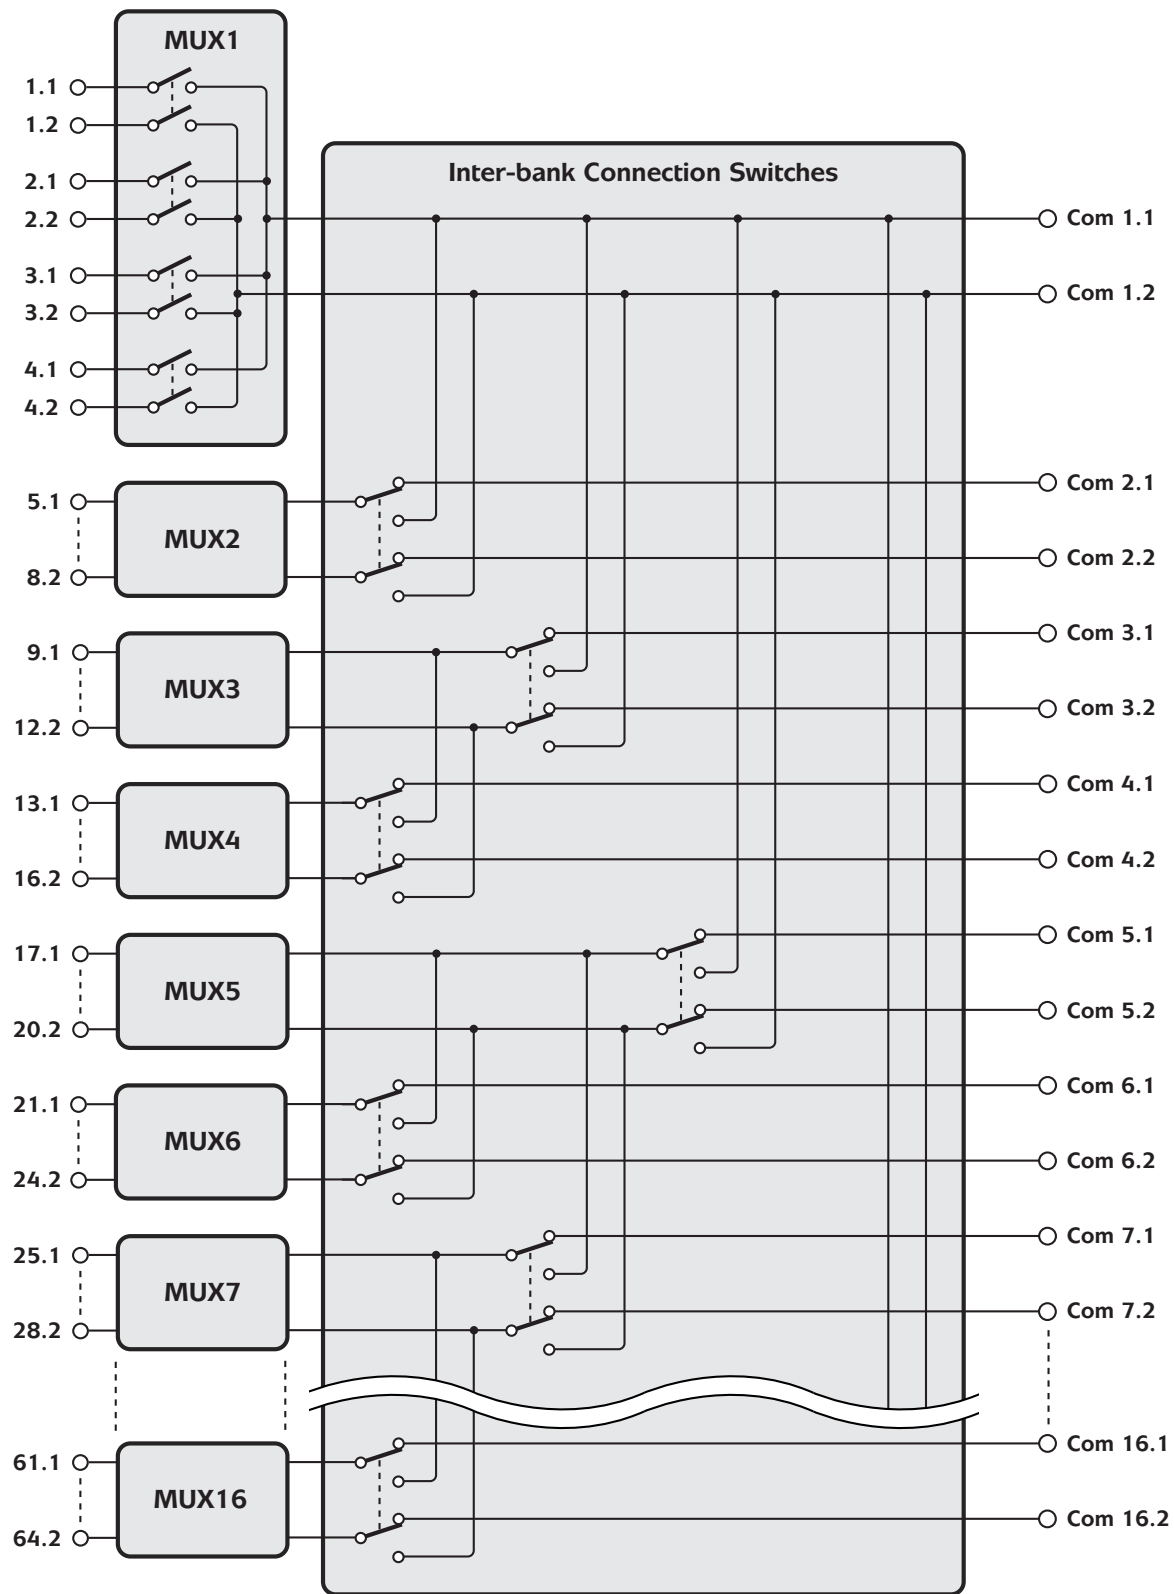 MUX1
1.1
1.2
2.1
2.2
3.1
3.2
4.1
4.2
Inter-bank Connection Switches
Com 1.1
Com 1.2
5.1
MUX2
8.2
Com 2.1
Com 2.2
9.1
MUX3
12.2
Com 3.1
Com 3.2
13.1
MUX4
16.2
Com 4.1
Com 4.2
17.1
MUX5
20.2
Com 5.1
Com 5.2
21.1
MUX6
24.2
Com 6.1
Com 6.2
25.1
MUX7
28.2
Com 7.1
Com 7.2
61.1
MUX16
64.2
Com 16.1
Com 16.2